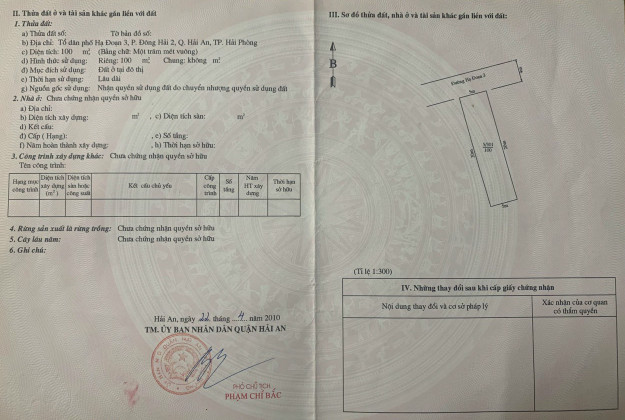 II. Thửa đất ở và tài sản khác gắn liền với đất
1. Thửa đất:
a) Thửa đất số: Tờ bản đồ số:
b) Địa chỉ: Tổ dân phố Hạ Đoạn 3, P. Đông Hải 2, Q. Hải An, TP. Hải Phòng
c) Diện tích: 100 m² (Bằng chữ: Một trăm mét vuông)
d) Hình thức sử dụng: Riêng: 100 m² Chung: không m²
đ) Mục đích sử dụng: Đất ở tại đô thị
e) Thời hạn sử dụng: Lâu dài
g) Nguồn gốc sử dụng: Nhận quyền sử dụng đất do chuyển nhượng quyền sử dụng đất
2. Nhà ở: Chưa chứng nhận quyền sở hữu
a) Địa chỉ:
b) Diện tích xây dựng: m² , c) Diện tích sàn: m²
d) Kết cấu:
đ) Cấp ( Hạng): , e) Số tầng:
f) Năm hoàn thành xây dựng: , h) Thời hạn sở hữu:
3. Công trình xây dựng khác: Chưa chứng nhận quyền sở hữu
Tên công trình:
Hạng mục công trình
Diện tích xây dựng (m²)
Diện tích sàn hoặc công suất
Kết cấu chủ yếu
Cấp công trình
Số tầng
Năm HT xây dựng
Thời hạn sở hữu
4. Rừng sản xuất là rừng trồng: Chưa chứng nhận quyền sở hữu
5. Cây lâu năm: Chưa chứng nhận quyền sở hữu
6. Ghi chú:
Hải An, ngày 22 tháng 4 năm 2010
TM. ỦY BAN NHÂN DÂN QUẬN HẢI AN
PHÓ CHỦ TỊCH
PHẠM CHÍ BẮC
III. Sơ đồ thửa đất, nhà ở và tài sản khác gắn liền với đất:
B
Đường Hạ Đoạn 3
100
(Tỉ lệ 1:300)
IV. Những thay đổi sau khi cấp giấy chứng nhận
Nội dung thay đổi và cơ sở pháp lý
Xác nhận của cơ quan
có thẩm quyền